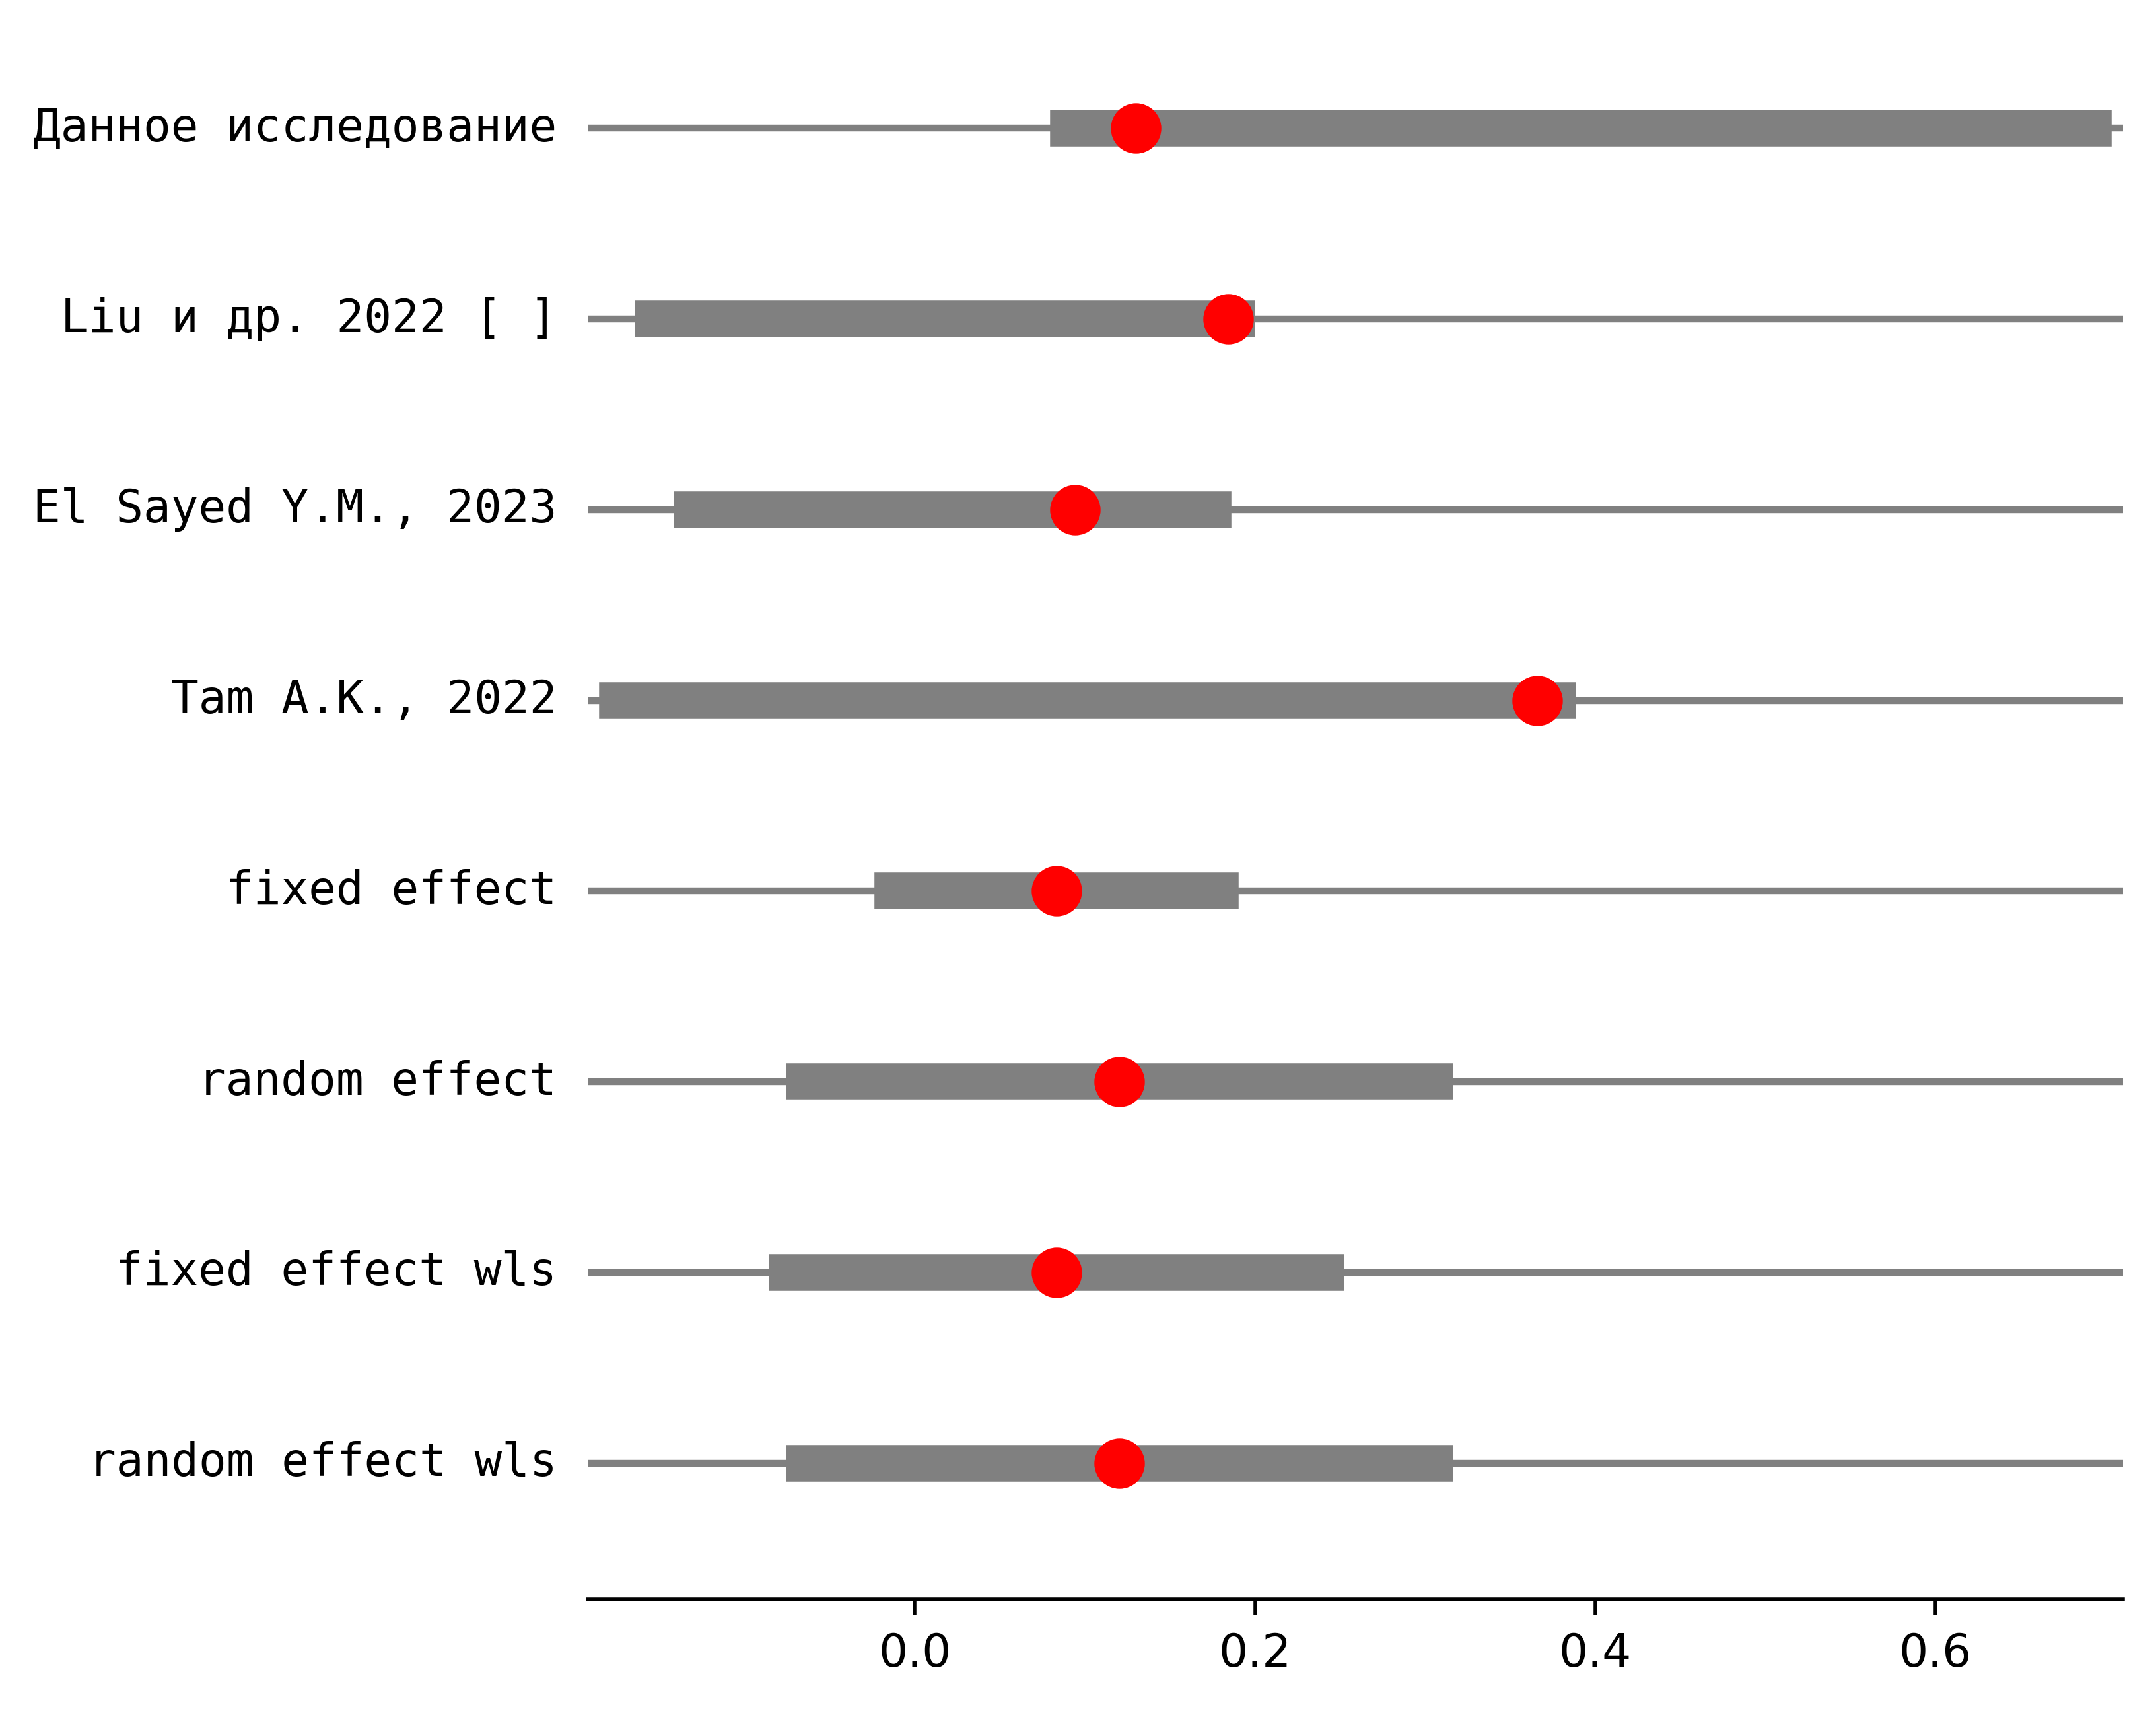 Данное исследование
Liu и др. 2022 [ ]
El Sayed Y.M., 2023
Tam A.K., 2022
fixed effect
random effect
fixed effect wls
random effect wls
0.0 0.2 0.4 0.6